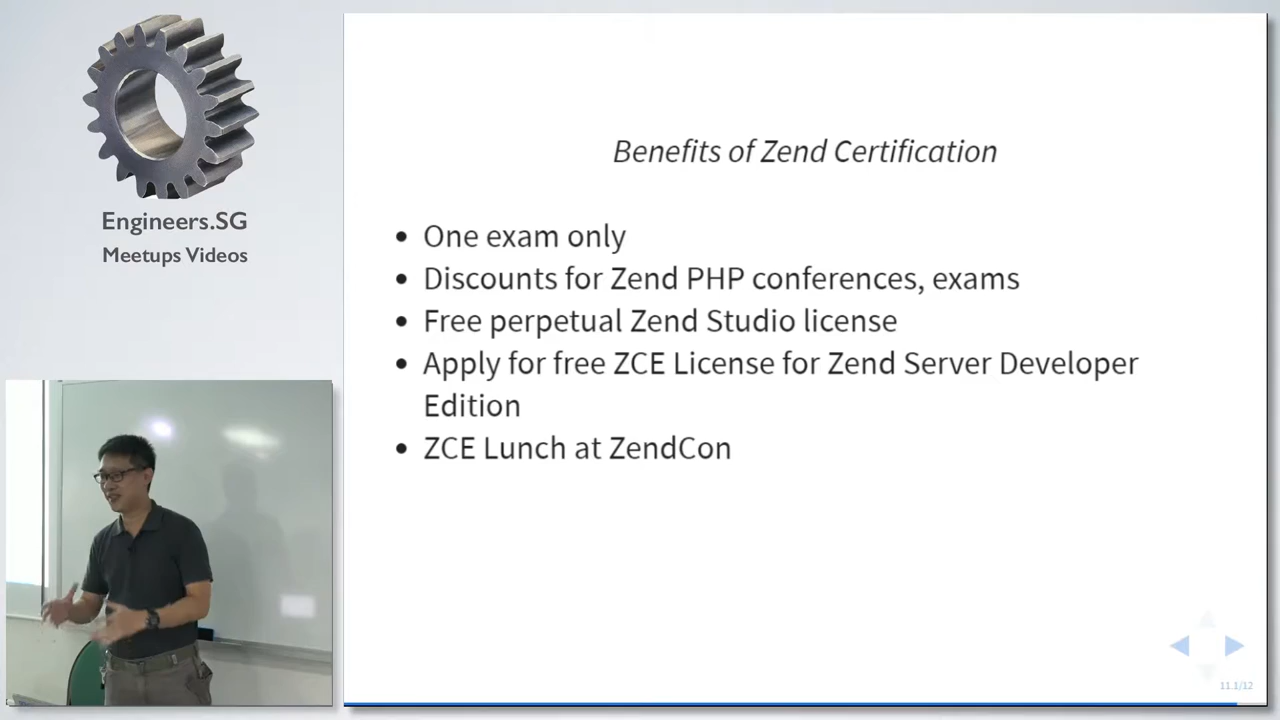 Engineers.SG
Meetups Videos
Benefits of Zend Certification
• One exam only
• Discounts for Zend PHP conferences, exams
• Free perpetual Zend Studio license
• Apply for free ZCE License for Zend Server Developer
Edition
• ZCE Lunch at ZendCon
11.1/12